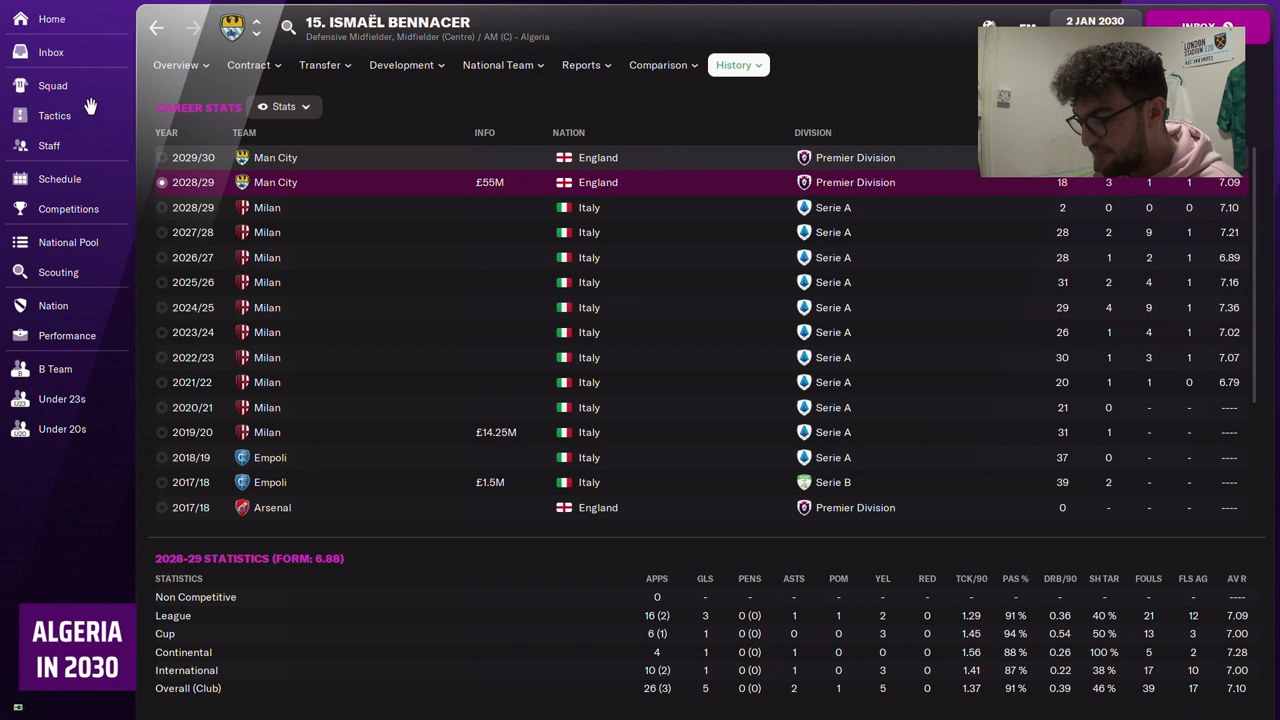 Home
Inbox
Squad
Tactics
Staff
Schedule
Competitions
National Pool
Scouting
Nation
Performance
B Team
Under 23s
Under 20s
ALGERIA
IN 2030
15. ISMAËL BENNACER
Defensive Midfielder, Midfielder (Centre) / AM (C) - Algeria
FM
2 JAN 2030
INBOX
LONDON
STADIUM E20
Overview Contract Transfer Development National Team Reports Comparison History
CAREER STATS Stats
YEAR TEAM INFO NATION DIVISION
2029/30 Man City England Premier Division
2028/29 Man City £55M England Premier Division 18 3 1 1 7.09
2028/29 Milan Italy Serie A 2 0 0 0 7.10
2027/28 Milan Italy Serie A 28 2 9 1 7.21
2026/27 Milan Italy Serie A 28 1 2 1 6.89
2025/26 Milan Italy Serie A 31 2 4 1 7.16
2024/25 Milan Italy Serie A 29 4 9 1 7.36
2023/24 Milan Italy Serie A 26 1 4 1 7.02
2022/23 Milan Italy Serie A 30 1 3 1 7.07
2021/22 Milan Italy Serie A 20 1 1 0 6.79
2020/21 Milan Italy Serie A 21 0 - - ----
2019/20 Milan £14.25M Italy Serie A 31 1 - - ----
2018/19 Empoli Italy Serie A 37 0 - - ----
2017/18 Empoli £1.5M Italy Serie B 39 2 - - ----
2017/18 Arsenal England Premier Division 0 - - - ----
2028-29 STATISTICS (FORM: 6.88)
STATISTICS APPS GLS PENS ASTS POM YEL RED TCK/90 PAS % DRB/90 SH TAR FOULS FLS AG AV R
Non Competitive 0 - - - - - - - - - - - - ----
League 16 (2) 3 0 (0) 1 1 2 0 1.29 91 % 0.36 40 % 21 12 7.09
Cup 6 (1) 1 0 (0) 0 0 3 0 1.45 94 % 0.54 50 % 13 3 7.00
Continental 4 1 0 (0) 1 0 0 0 1.56 88 % 0.26 100 % 5 2 7.28
International 10 (2) 1 0 (0) 1 0 3 0 1.41 87 % 0.22 38 % 17 10 7.00
Overall (Club) 26 (3) 5 0 (0) 2 1 5 0 1.37 91 % 0.39 46 % 39 17 7.10